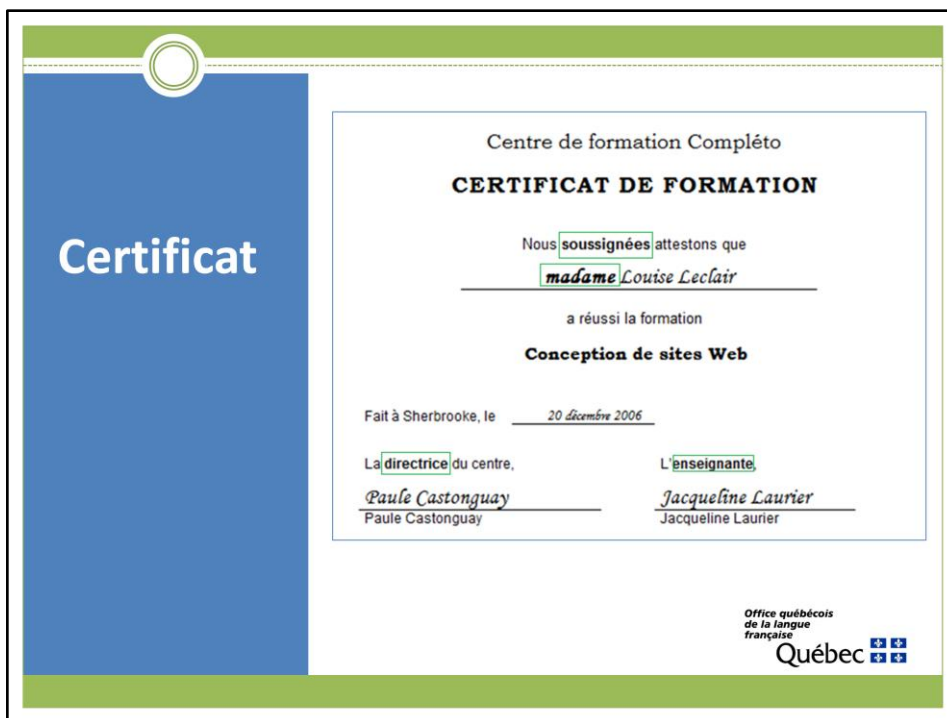 Certificat
Centre de formation Compléto
CERTIFICAT DE FORMATION
Nous soussignées attestons que
madame Louise Leclair
a réussi la formation
Conception de sites Web
Fait à Sherbrooke, le 20 décembre 2006
La directrice du centre, L'enseignante,
Paule Castonguay Jacqueline Laurier
Paule Castonguay Jacqueline Laurier
Office québécois
de la langue
française
Québec